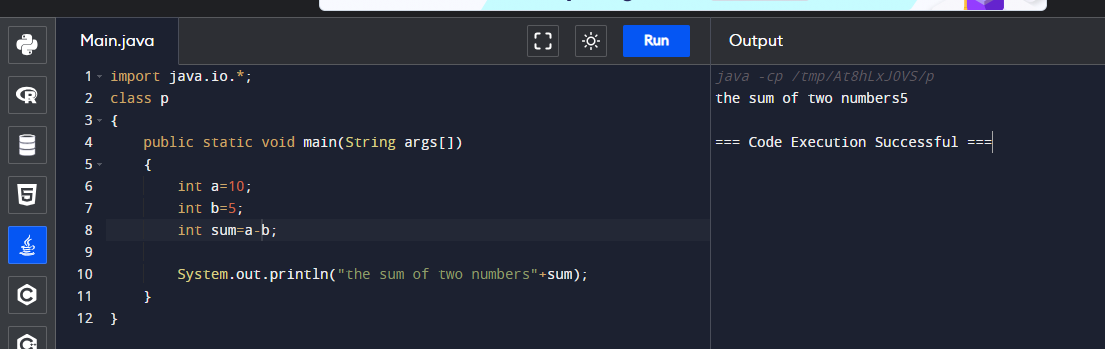 Main.java
Run
Output
1 import java.io.*;
2 class p
3 {
4 public static void main(String args[])
5 {
6 int a=10;
7 int b=5;
8 int sum=a-b;
9
10 System.out.println("the sum of two numbers"+sum);
11 }
12 }
java -cp /tmp/At8hLxJOVS/p
the sum of two numbers5
=== Code Execution Successful ===